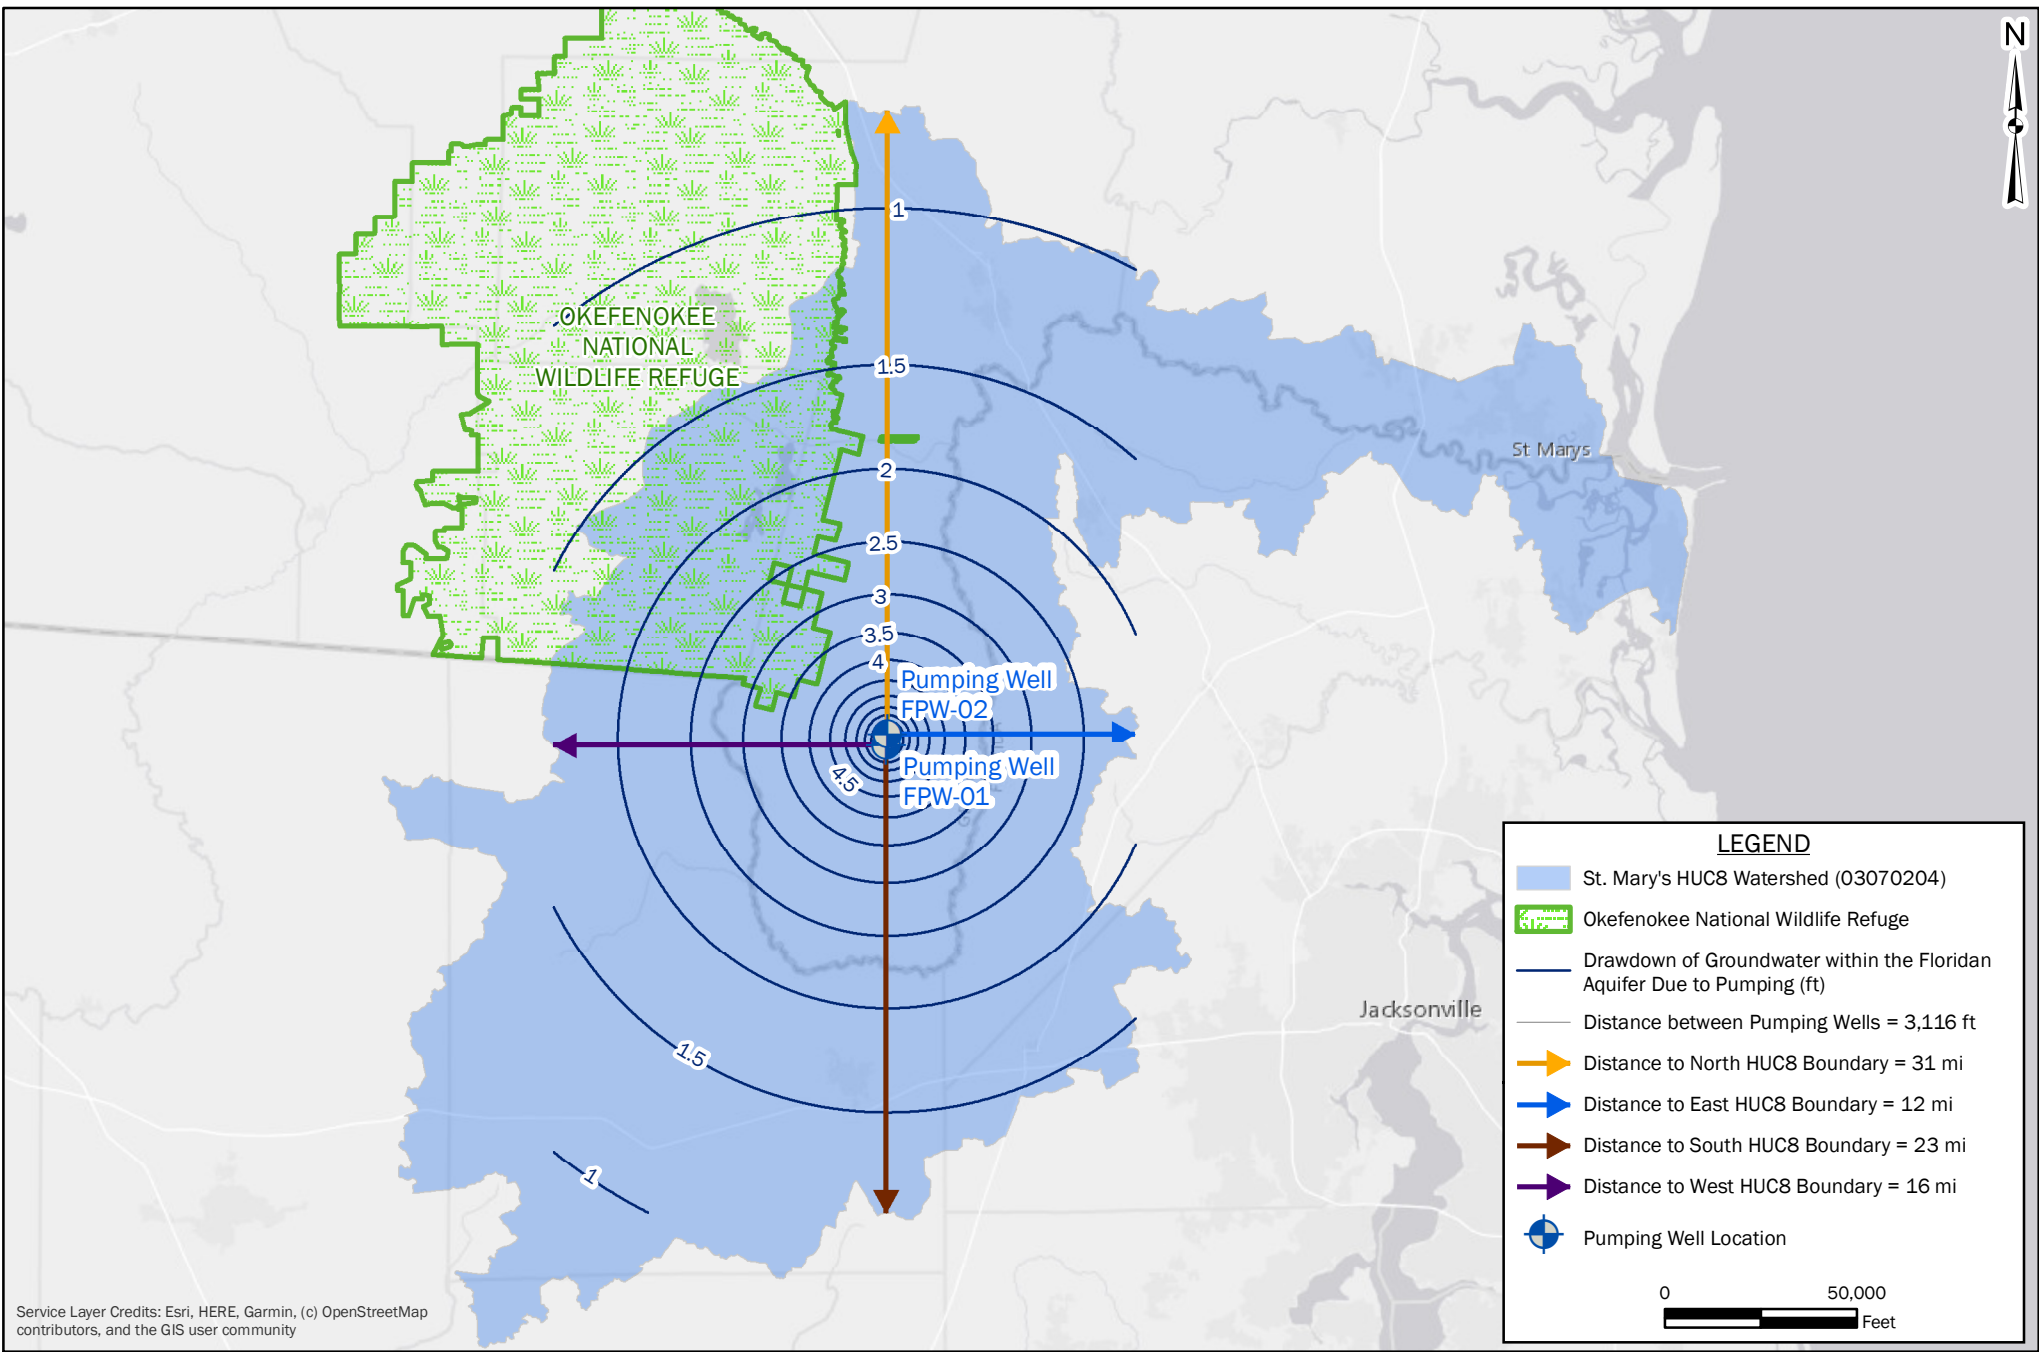 N
1
OKEFENOKEE
NATIONAL
WILDLIFE REFUGE
1.5
St Marys
2
2.5
3
3.5
4
Pumping Well
FPW-02
Pumping Well
FPW-01
4.5
Jacksonville
1.5
1
LEGEND
St. Mary's HUC8 Watershed (03070204)
Okefenokee National Wildlife Refuge
Drawdown of Groundwater within the Floridan
Aquifer Due to Pumping (ft)
Distance between Pumping Wells = 3,116 ft
Distance to North HUC8 Boundary = 31 mi
Distance to East HUC8 Boundary = 12 mi
Distance to South HUC8 Boundary = 23 mi
Distance to West HUC8 Boundary = 16 mi
Pumping Well Location
0 50,000
Feet
Service Layer Credits: Esri, HERE, Garmin, (c) OpenStreetMap
contributors, and the GIS user community